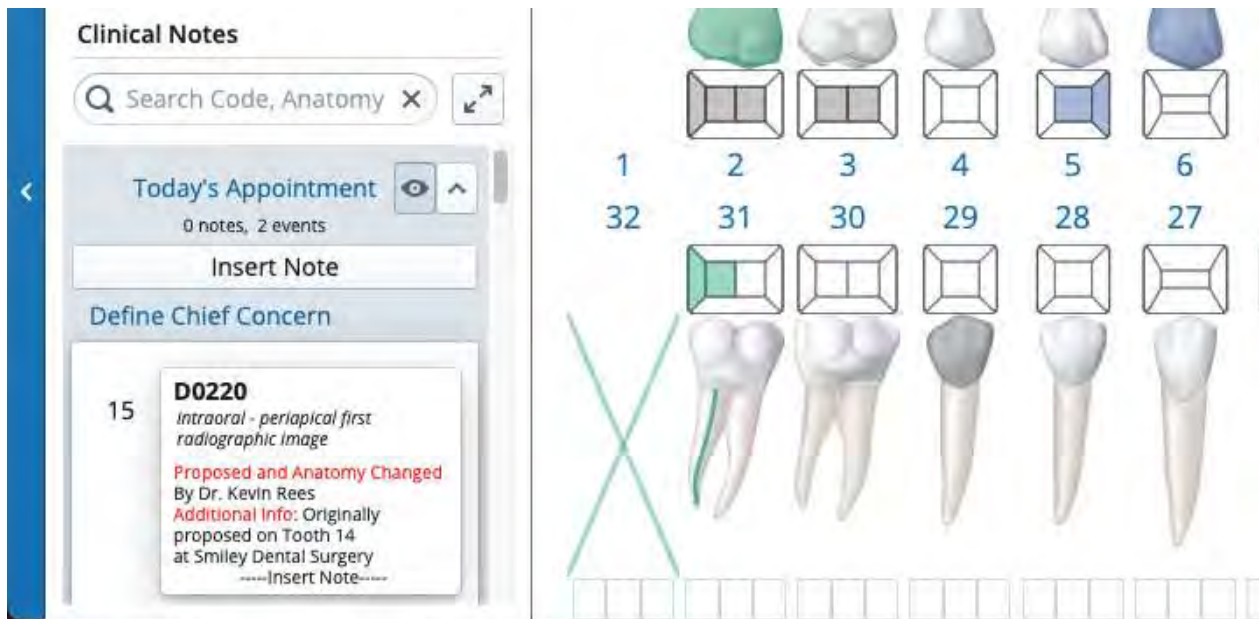 Clinical Notes
Search Code, Anatomy
Today's Appointment
0 notes, 2 events
Insert Note
Define Chief Concern
15
D0220
intraoral - periapical first
radiographic image
Proposed and Anatomy Changed
By Dr. Kevin Rees
Additional Info: Originally
proposed on Tooth 14
at Smiley Dental Surgery
-----Insert Note-----
1 2 3 4 5 6
32 31 30 29 28 27